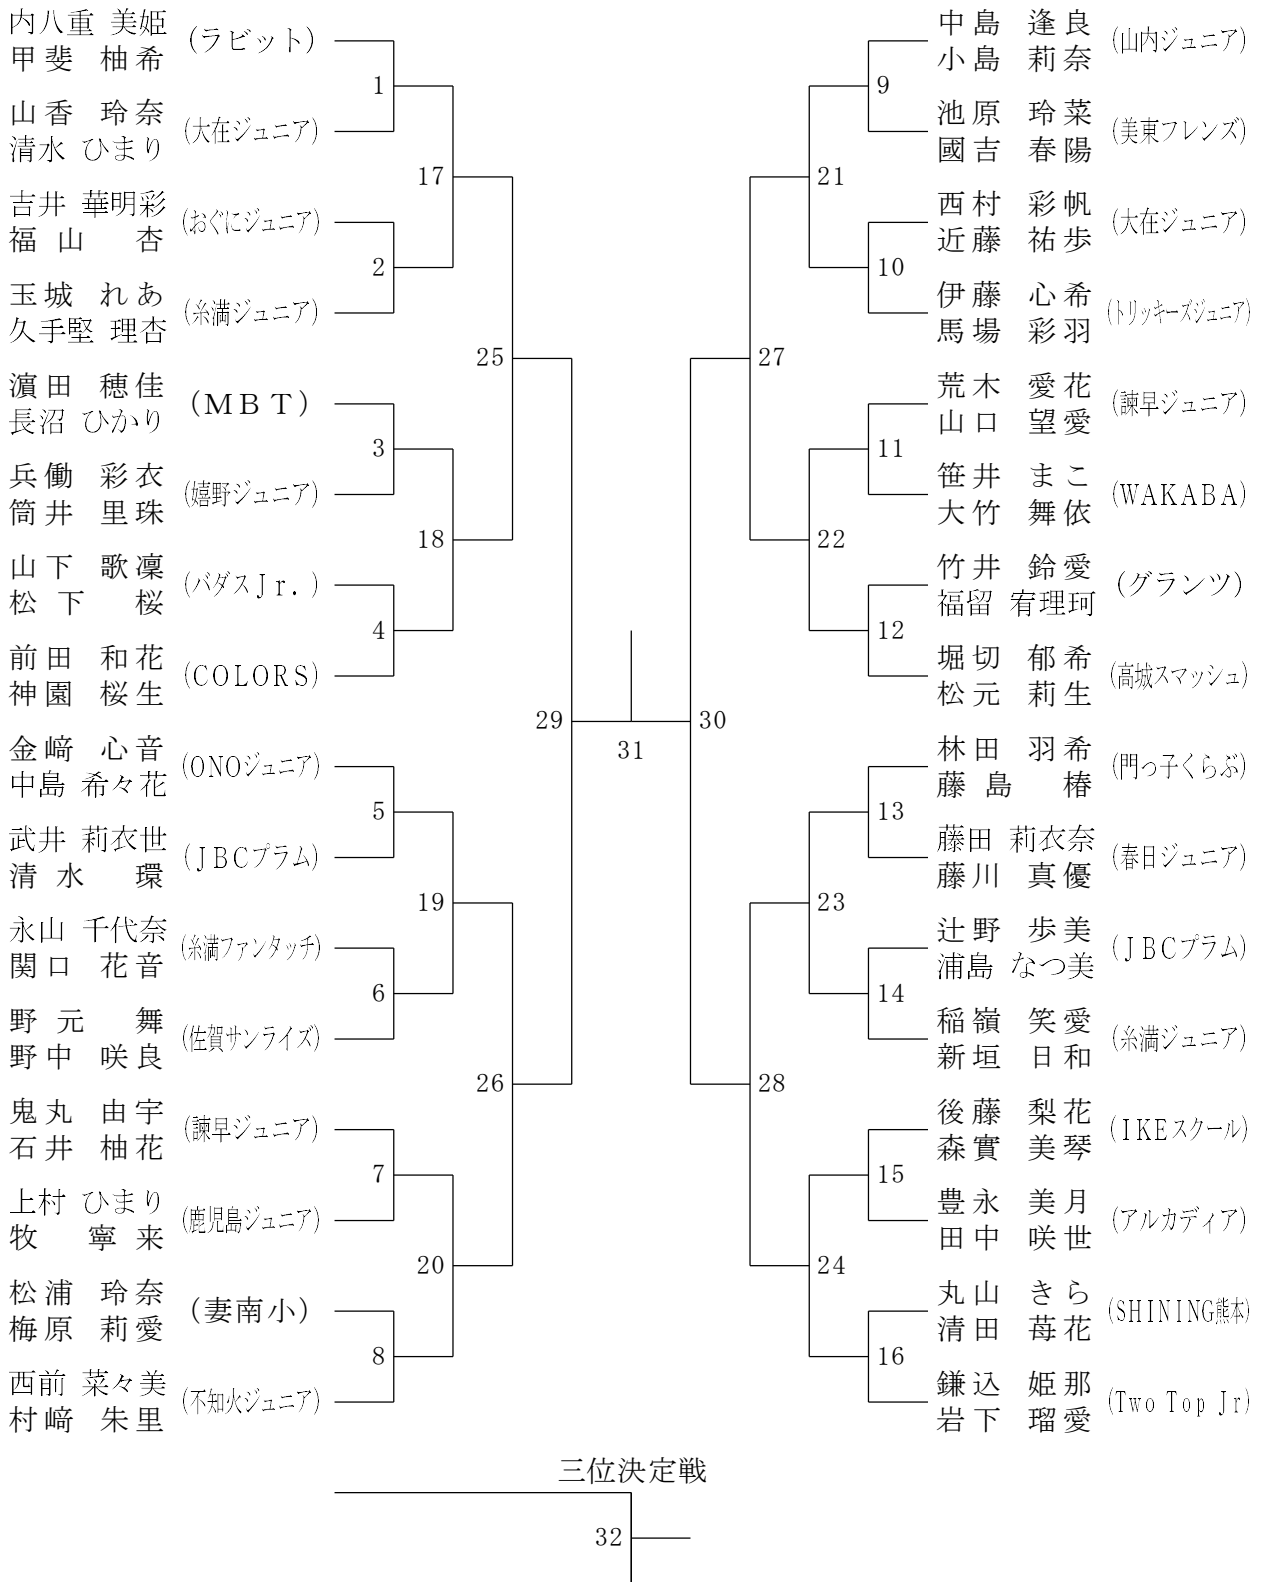 内八重 美姫
甲斐 柚希
(ラビット)
山香 玲奈
清水 ひまり
(大在ジュニア)
吉井 華明彩
福山 杏
(おぐにジュニア)
玉城 れあ
久手堅 理杏
(糸満ジュニア)
濵田 穂佳
長沼 ひかり
(MBT)
兵働 彩衣
筒井 里珠
(嬉野ジュニア)
山下 歌凜
松下 桜
(バダスJr.)
前田 和花
神園 桜生
(COLORS)
金﨑 心音
中島 希々花
(ONOジュニア)
武井 莉衣世
清水 環
(JBCプラム)
永山 千代奈
関口 花音
(糸満ファンタッチ)
野元 舞
野中 咲良
(佐賀サンライズ)
鬼丸 由宇
石井 柚花
(諫早ジュニア)
上村 ひまり
牧 寧来
(鹿児島ジュニア)
松浦 玲奈
梅原 莉愛
(妻南小)
西前 菜々美
村﨑 朱里
(不知火ジュニア)
1
2
3
4
5
6
7
8
17
18
19
20
25
26
29
31
30
27
28
21
22
23
24
9
10
11
12
13
14
15
16
中島 逢良
小島 莉奈
(山内ジュニア)
池原 玲菜
國吉 春陽
(美東フレンズ)
西村 彩帆
近藤 祐歩
(大在ジュニア)
伊藤 心希
馬場 彩羽
(トリッキーズジュニア)
荒木 愛花
山口 望愛
(諫早ジュニア)
笹井 まこ
大竹 舞依
(WAKABA)
竹井 鈴愛
福留 宥理珂
(グランツ)
堀切 郁希
松元 莉生
(高城スマッシュ)
林田 羽希
藤島 椿
(門っ子くらぶ)
藤田 莉衣奈
藤川 真優
(春日ジュニア)
辻野 歩美
浦島 なつ美
(JBCプラム)
稲嶺 笑愛
新垣 日和
(糸満ジュニア)
後藤 梨花
森實 美琴
(IKEスクール)
豊永 美月
田中 咲世
(アルカディア)
丸山 きら
清田 苺花
(SHINING熊本)
鎌込 姫那
岩下 瑠愛
(Two Top Jr)
三位決定戦
32